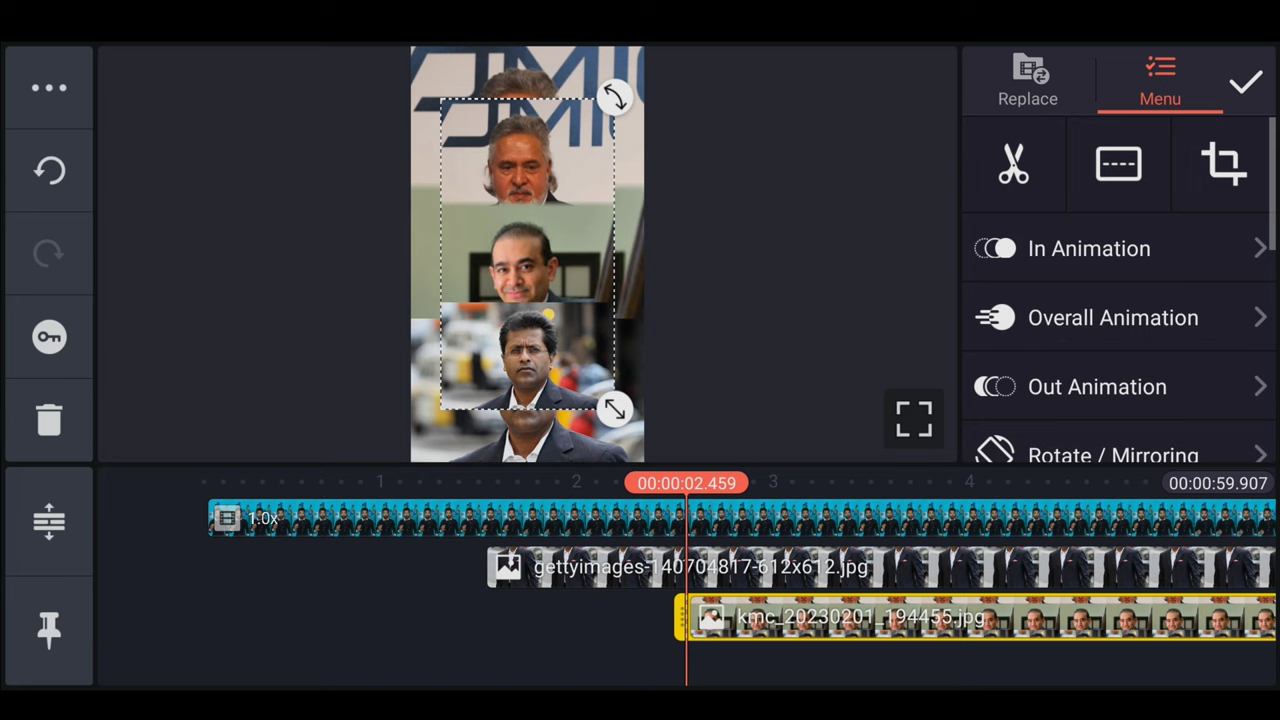 Replace
Menu
In Animation
Overall Animation
Out Animation
Rotate / Mirroring
1
2
00:00:02.459
3
4
00:00:59.907
1.0x
gettyimages-140704817-612x612.jpg
kmc_20230201_194455.jpg